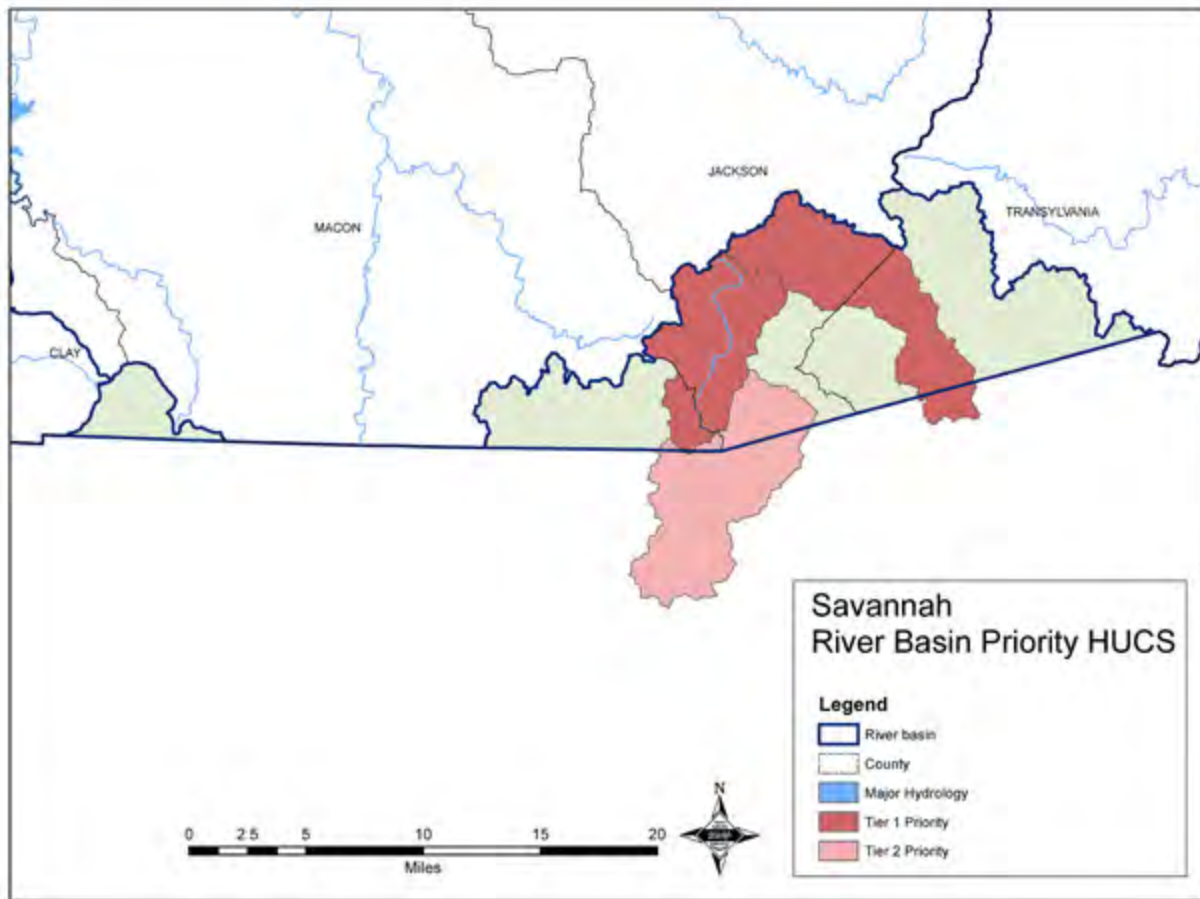 JACKSON
TRANSYLVANIA
MACON
CLAY
Savannah
River Basin Priority HUCS
Legend
River basin
County
Major Hydrology
Tier 1 Priority
Tier 2 Priority
N
0 2.5 5 10 15 20
Miles